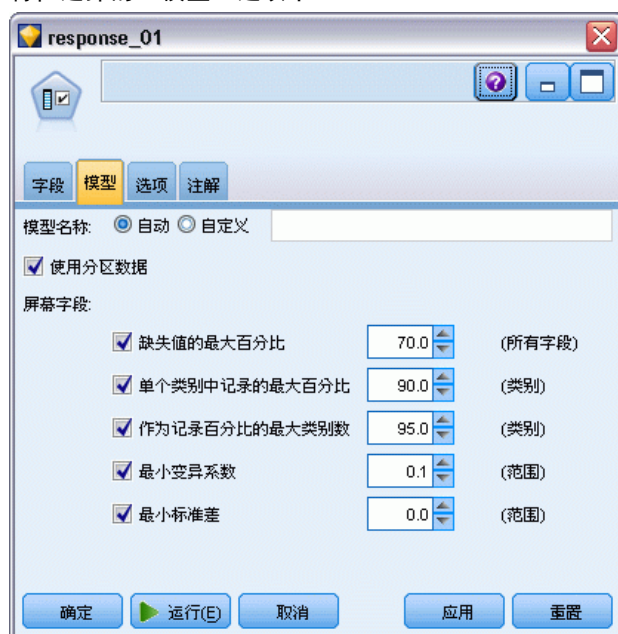 response_01
字段 模型 选项 注解
模型名称: 自动 自定义
使用分区数据
屏幕字段:
缺失值的最大百分比 70.0 (所有字段)
单个类别中记录的最大百分比 90.0 (类别)
作为记录百分比的最大类别数 95.0 (类别)
最小变异系数 0.1 (范围)
最小标准差 0.0 (范围)
确定 运行(E) 取消 应用 重置